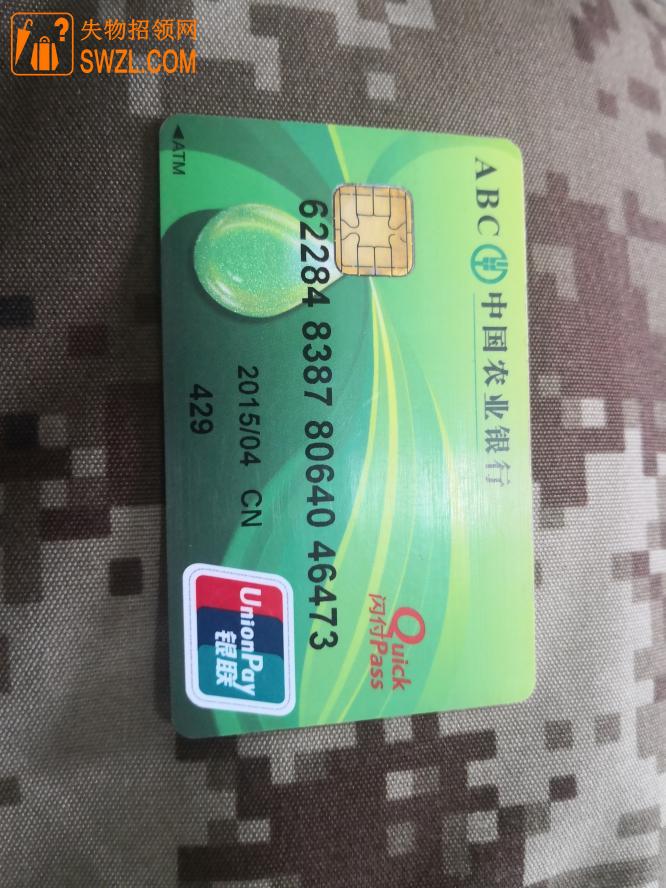 失物招领网
SWZL.COM
ABC 中国农业银行
Quick
闪付Pass
62284 8387 80640 46473
2015/04 CN
429
◀ATM
UnionPay
银联